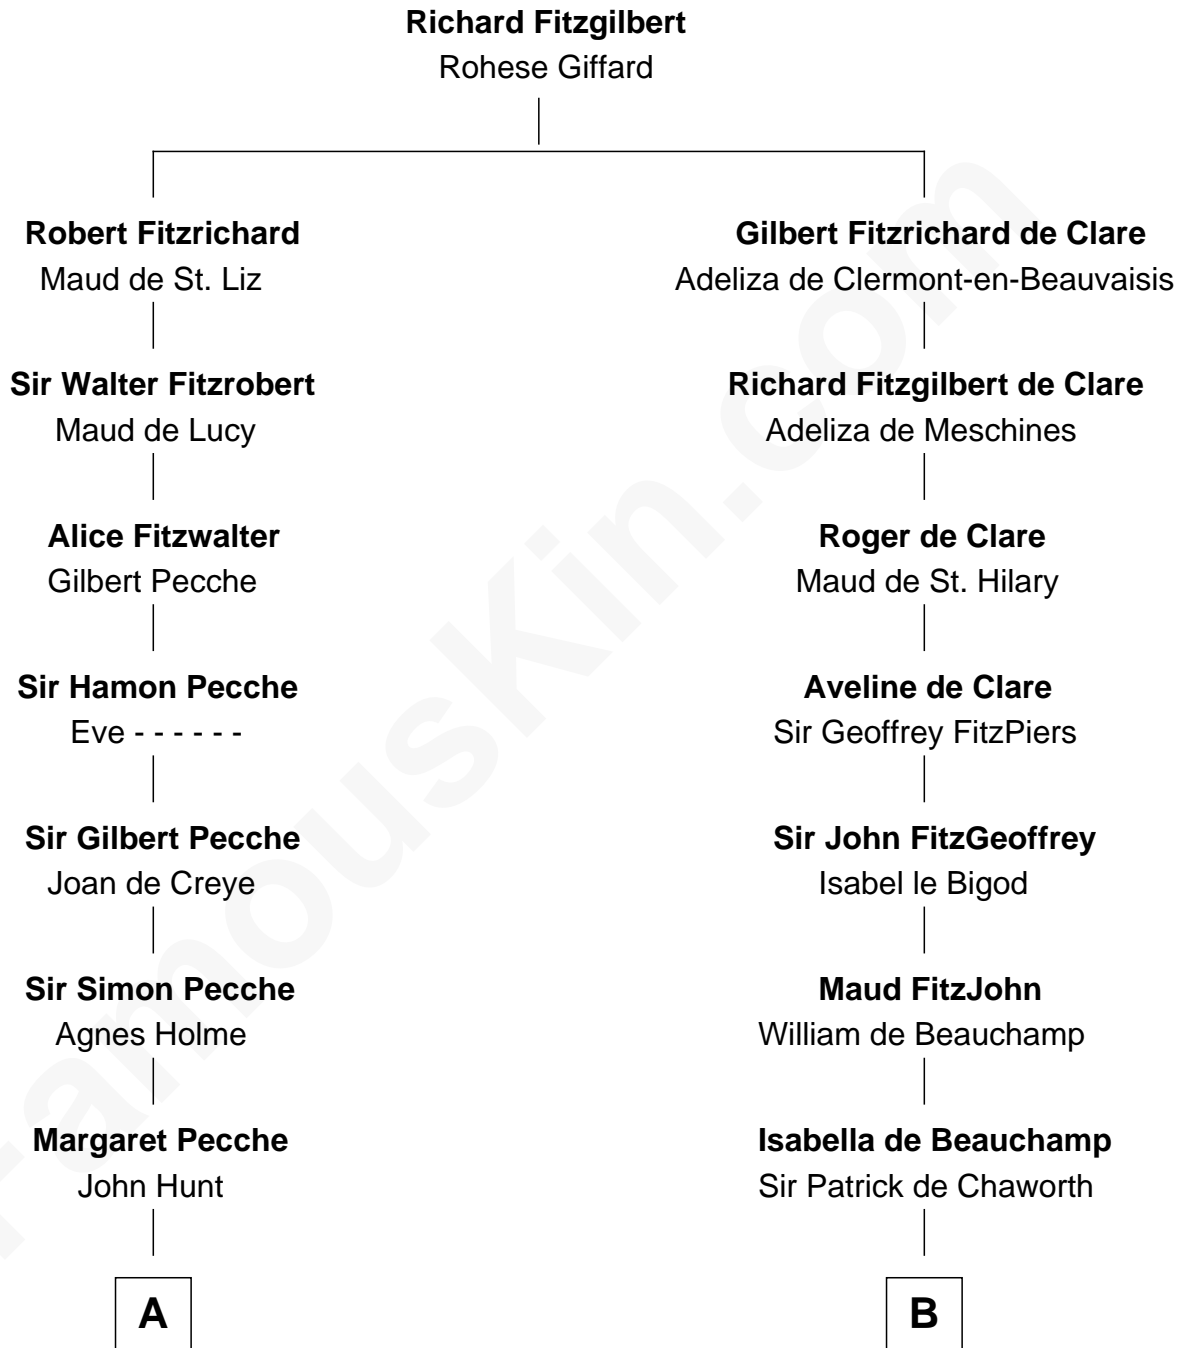 Richard Fitzgilbert
Rohese Giffard
Robert Fitzrichard
Maud de St. Liz
Gilbert Fitzrichard de Clare
Adeliza de Clermont-en-Beauvaisis
Sir Walter Fitzrobert
Maud de Lucy
Richard Fitzgilbert de Clare
Adeliza de Meschines
Alice Fitzwalter
Gilbert Pecche
Roger de Clare
Maud de St. Hilary
Sir Hamon Pecche
Eve - - - - - -
Aveline de Clare
Sir Geoffrey FitzPiers
Sir Gilbert Pecche
Joan de Creye
Sir John FitzGeoffrey
Isabel le Bigod
Sir Simon Pecche
Agnes Holme
Maud FitzJohn
William de Beauchamp
Margaret Pecche
John Hunt
Isabella de Beauchamp
Sir Patrick de Chaworth
A
B
FamousKin.com